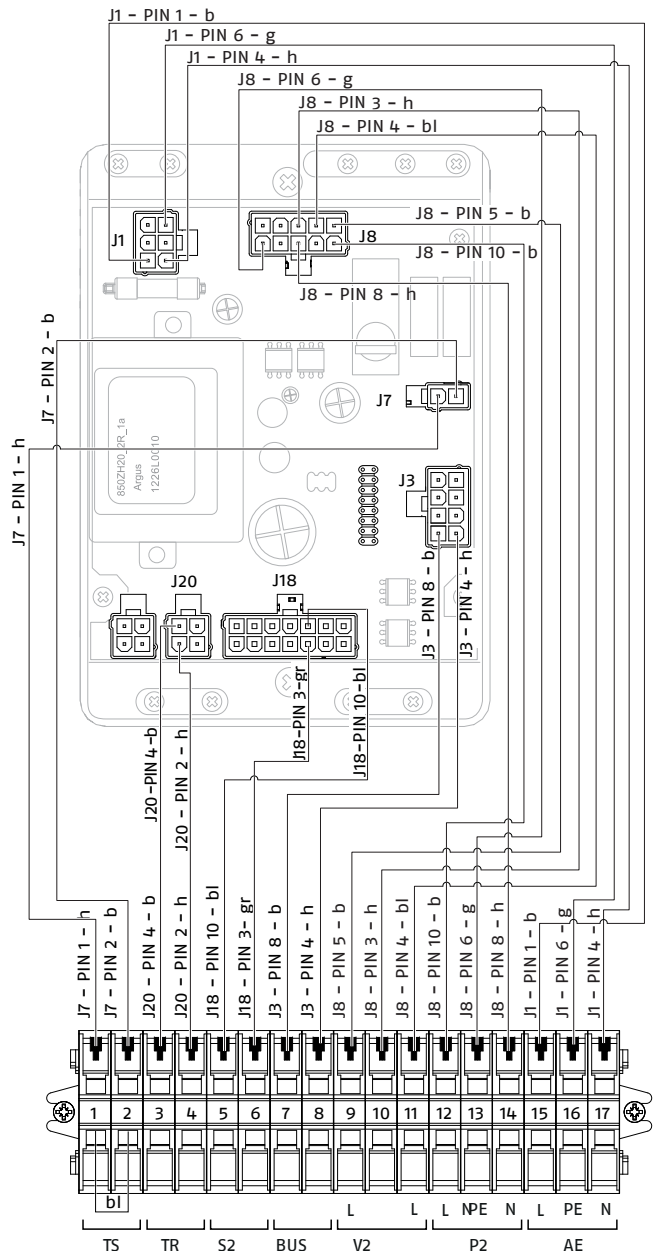 J1 - PIN 1 - b
J1 - PIN 6 - g
J1 - PIN 4 - h
J8 - PIN 6 - g
J8 - PIN 3 - h
J8 - PIN 4 - bl
J8 - PIN 5 - b
J1
J8
J8 - PIN 10 - b
J8 - PIN 8 - h
J7 - PIN 2 - b
J7
J7 - PIN 1 - h
850ZH20_2R_1a
Argus
1226L0010
J3
J20
J18
J3 - PIN 8 - b
J3 - PIN 4 - h
J20 -PIN 4-b
J20 - PIN 2 - h
J18-PIN 3-gr
J18-PIN 10-bl
J7 - PIN 1 - h
J7 - PIN 2 - b
J20 - PIN 4 - b
J20 - PIN 2 - h
J18 - PIN 10 - bl
J18-PIN 3- gr
J3 - PIN 8 - b
J3 - PIN 4 - h
J8 - PIN 5 - b
J8 - PIN 3 - h
J8 - PIN 4 - bl
J8 - PIN 10 - b
J8 - PIN 6 - g
J8 - PIN 8 - h
J1 - PIN 1 - b
J1 - PIN 6 - g
J1 - PIN 4 - h
1 2 3 4 5 6 7 8 9 10 11 12 13 14 15 16 17
bl
L L L NPE N L PE N
TS TR S2 BUS V2 P2 AE